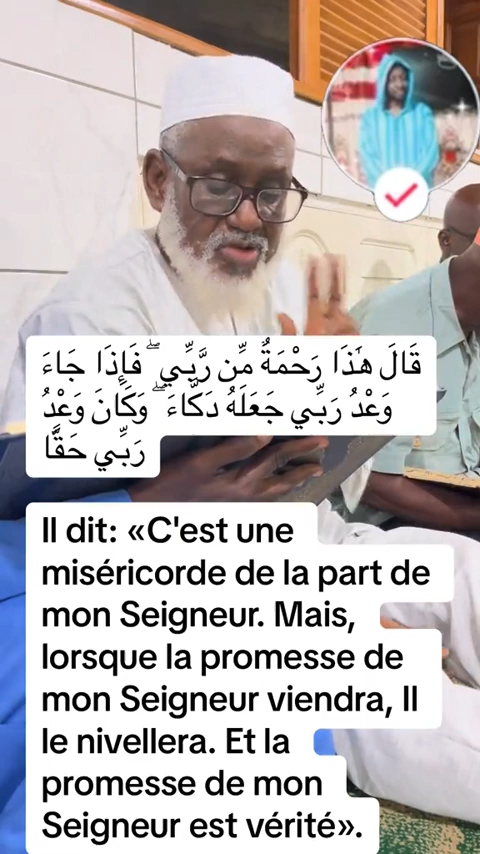 قَالَ هَٰذَا رَحْمَةٌ مِّن رَّبِّي ۖ فَإِذَا جَاءَ
وَعْدُ رَبِّي جَعَلَهُ دَكَّاءَ ۖ وَكَانَ وَعْدُ
رَبِّي حَقًّا
Il dit: «C'est une
miséricorde de la part de
mon Seigneur. Mais,
lorsque la promesse de
mon Seigneur viendra, Il
le nivellera. Et la
promesse de mon
Seigneur est vérité».